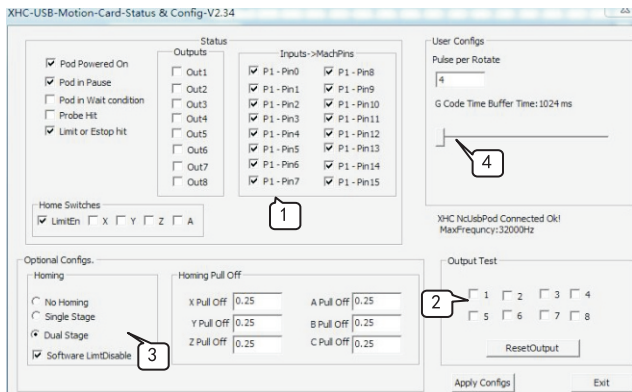 XHC-USB-Motion-Card-Status & Config-V2.34
Status
Pod Powered On
Pod in Pause
Pod in Wait condition
Probe Hit
Limit or Estop hit
Outputs
Out1
Out2
Out3
Out4
Out5
Out6
Out7
Out8
Inputs->MachPins
P1 - Pin0 P1 - Pin8
P1 - Pin1 P1 - Pin9
P1 - Pin2 P1 - Pin10
P1 - Pin3 P1 - Pin11
P1 - Pin4 P1 - Pin12
P1 - Pin5 P1 - Pin13
P1 - Pin6 P1 - Pin14
P1 - Pin7 P1 - Pin15
1
Home Switches
LimitEn X Y Z A
User Configs
Pulse per Rotate
4
G Code Time Buffer Time:1024 ms
4
XHC NcUsbPod Connected Ok!
MaxFrequncy:32000Hz
Optional Configs.
Homing
No Homing
Single Stage
Dual Stage
Software LimtDisable
3
Homing Pull Off
X Pull Off 0.25 A Pull Off 0.25
Y Pull Off 0.25 B Pull Off 0.25
Z Pull Off 0.25 C Pull Off 0.25
Output Test
2
1 2 3 4
5 6 7 8
ResetOutput
Apply Configs Exit